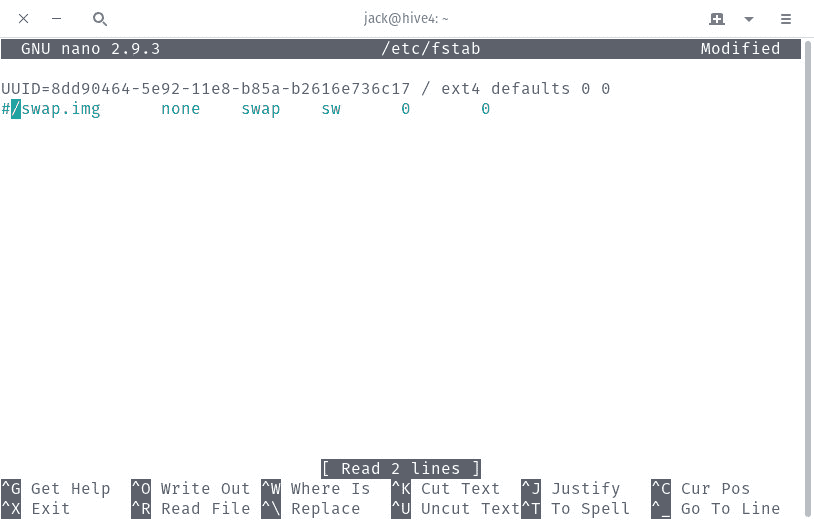 jack@hive4: ~
GNU nano 2.9.3 /etc/fstab Modified
UUID=8dd90464-5e92-11e8-b85a-b2616e736c17 / ext4 defaults 0 0
#/swap.img none swap sw 0 0
[ Read 2 lines ]
^G Get Help ^O Write Out ^W Where Is ^K Cut Text ^J Justify ^C Cur Pos
^X Exit ^R Read File ^\ Replace ^U Uncut Text ^T To Spell ^_ Go To Line